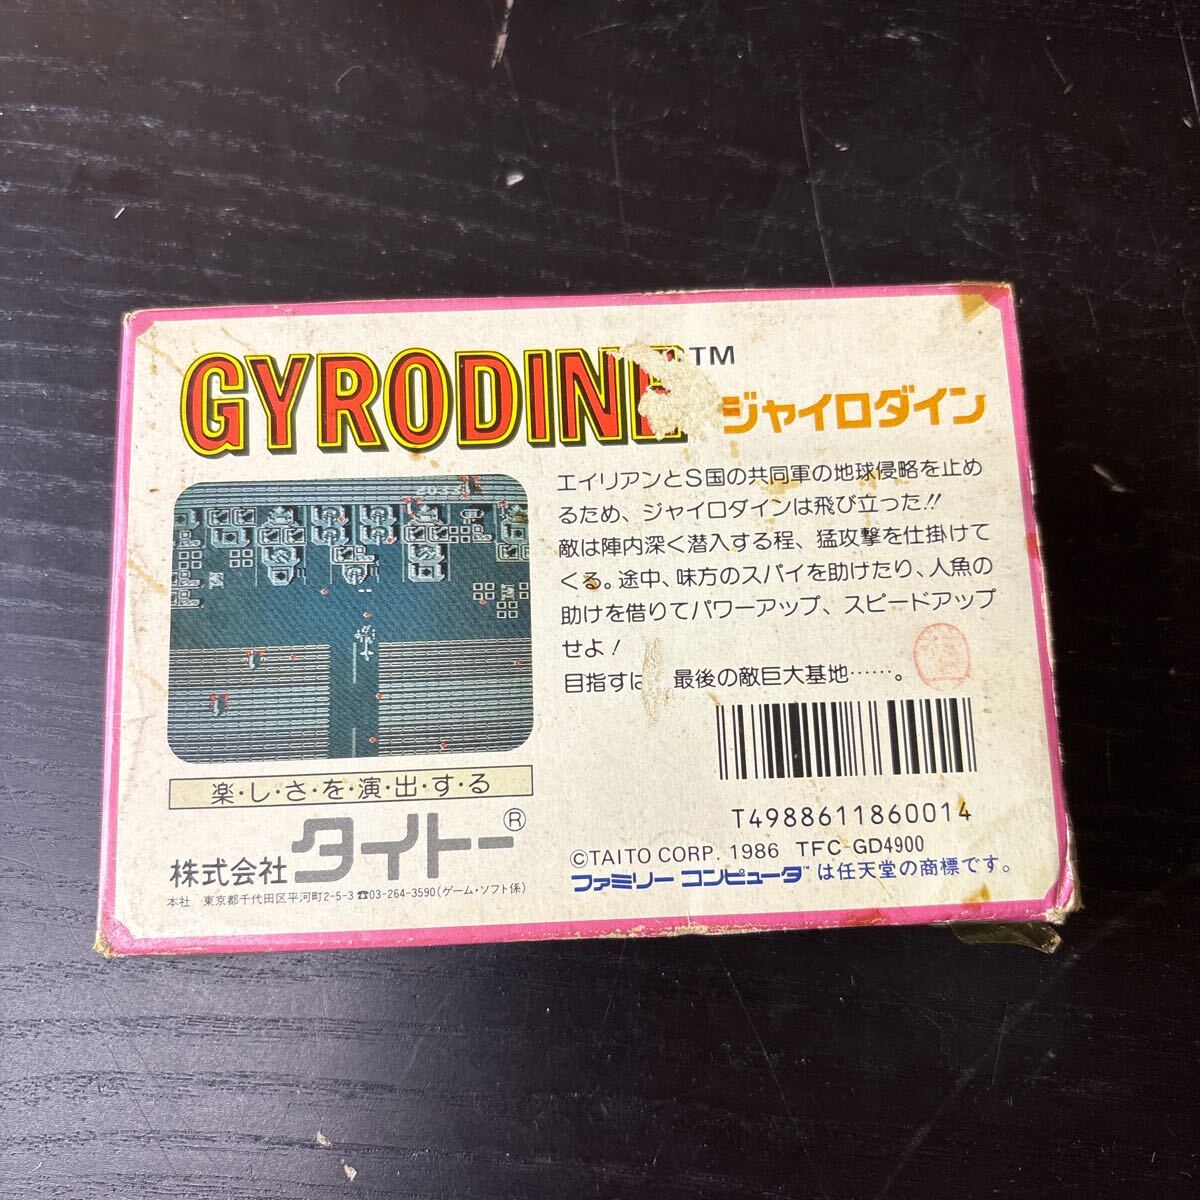 GYRODINE™
ジャイロダイン
エイリアンとS国の共同軍の地球侵略を止め
るため、ジャイロダインは飛び立った!!
敵は陣内深く潜入する程、猛攻撃を仕掛けて
くる。途中、味方のスパイを助けたり、人魚の
助けを借りてパワーアップ、スピードアップ
せよ!
目指すは 最後の敵巨大基地……。
楽・し・さ・を・演・出・す・る
株式会社 タイトー®
本社 東京都千代田区平河町2-5-3 ☎03-264-3590(ゲーム・ソフト係)
T4988611860014
©TAITO CORP. 1986 TFC-GD4900
ファミリーコンピュータ™は任天堂の商標です。